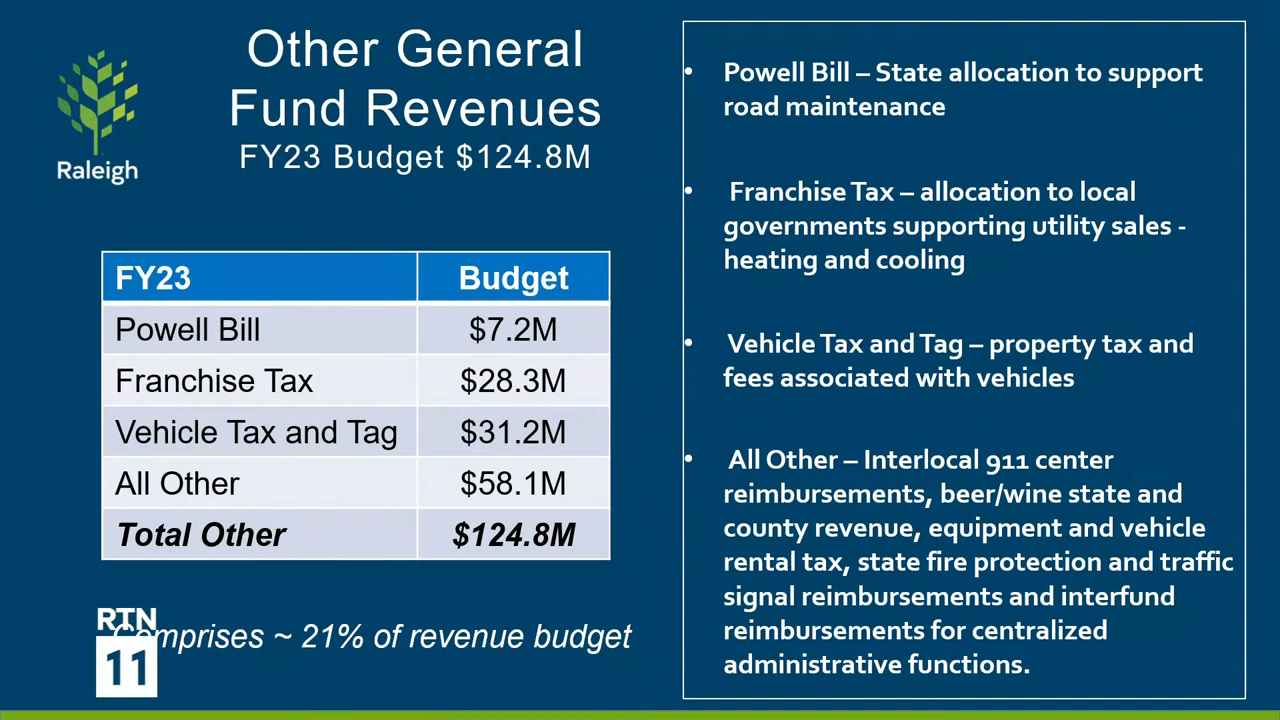 Other General
Fund Revenues
FY23 Budget $124.8M
Raleigh
FY23 Budget
Powell Bill $7.2M
Franchise Tax $28.3M
Vehicle Tax and Tag $31.2M
All Other $58.1M
Total Other $124.8M
Comprises ~ 21% of revenue budget
RTN
11
• Powell Bill – State allocation to support
road maintenance
• Franchise Tax – allocation to local
governments supporting utility sales -
heating and cooling
• Vehicle Tax and Tag – property tax and
fees associated with vehicles
• All Other – Interlocal 911 center
reimbursements, beer/wine state and
county revenue, equipment and vehicle
rental tax, state fire protection and traffic
signal reimbursements and interfund
reimbursements for centralized
administrative functions.